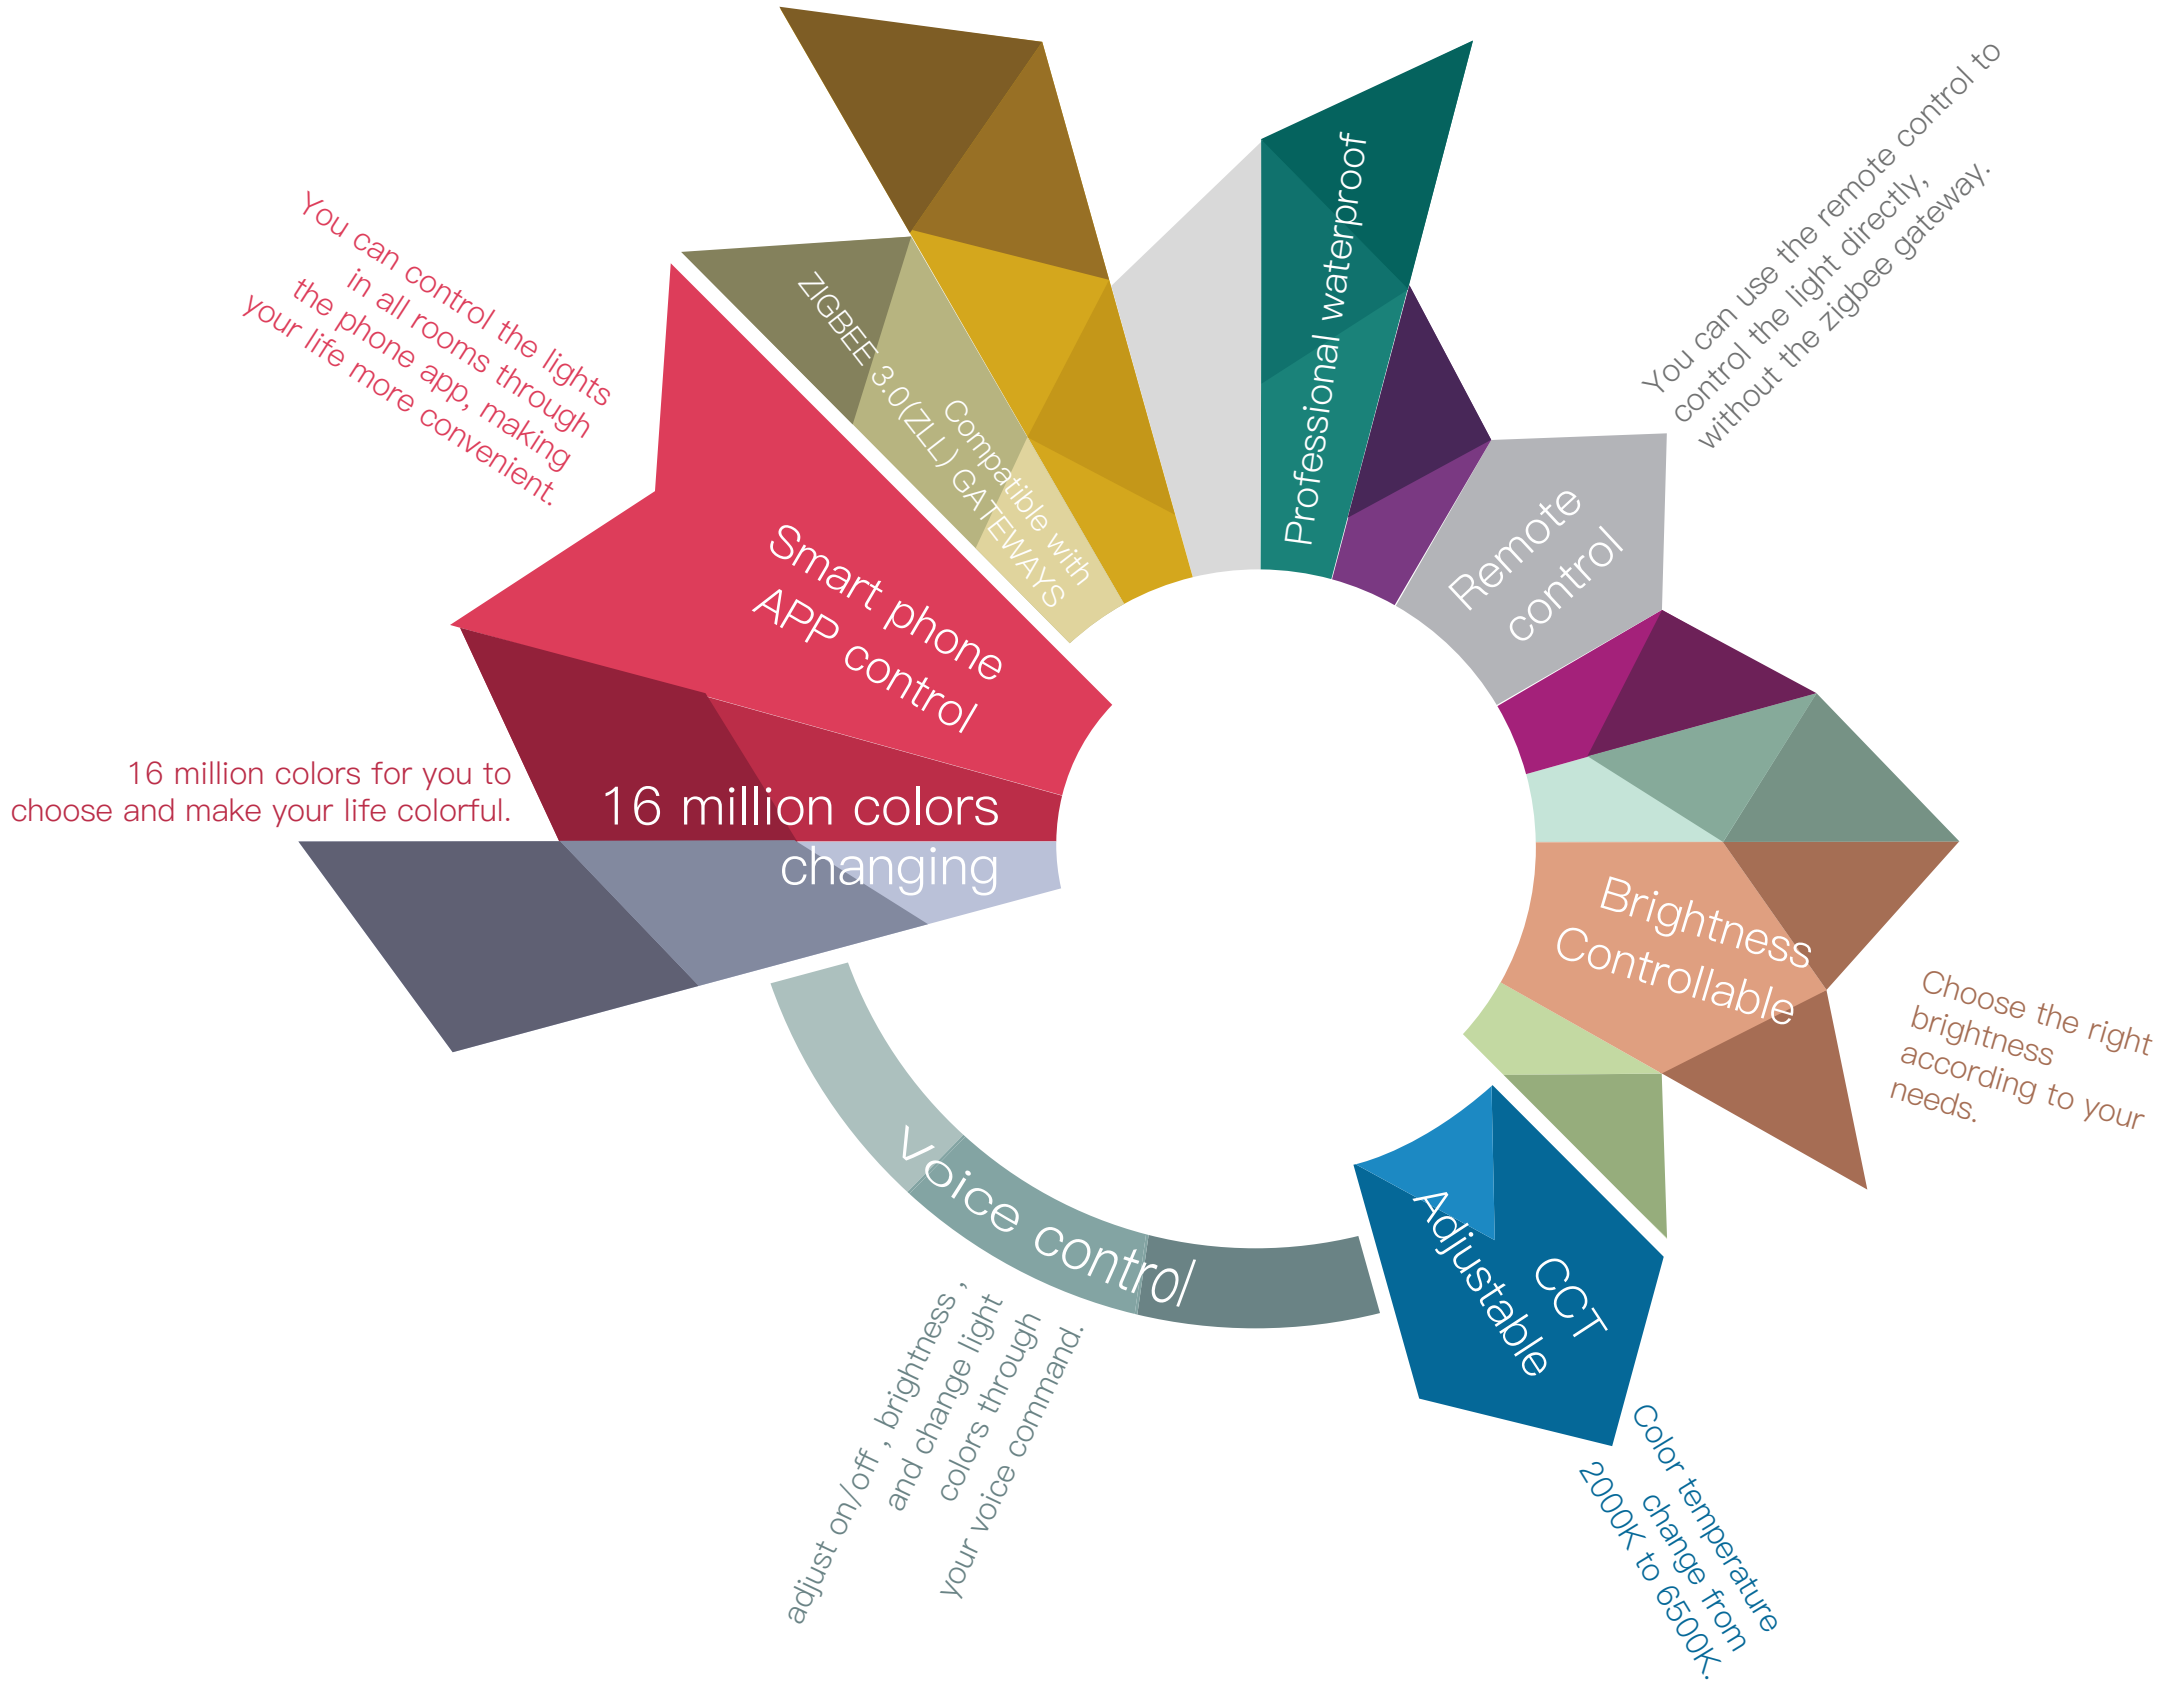 You can control the lights
in all rooms through
the phone app, making
your life more convenient.
Smart phone
APP control
16 million colors for you to
choose and make your life colorful.
16 million colors
changing
Compatible with
ZIGBEE 3.0(ZLL) GATEWAYS
Professional waterproof
Remote
control
You can use the remote control to
control the light directly,
without the zigbee gateway.
Brightness
Controllable
Choose the right
brightness
according to your
needs.
CCT
Adjustable
Color temperature
change from
2000K to 6500K.
Voice control
adjust on/off , brightness ,
and change light
colors through
your voice command.